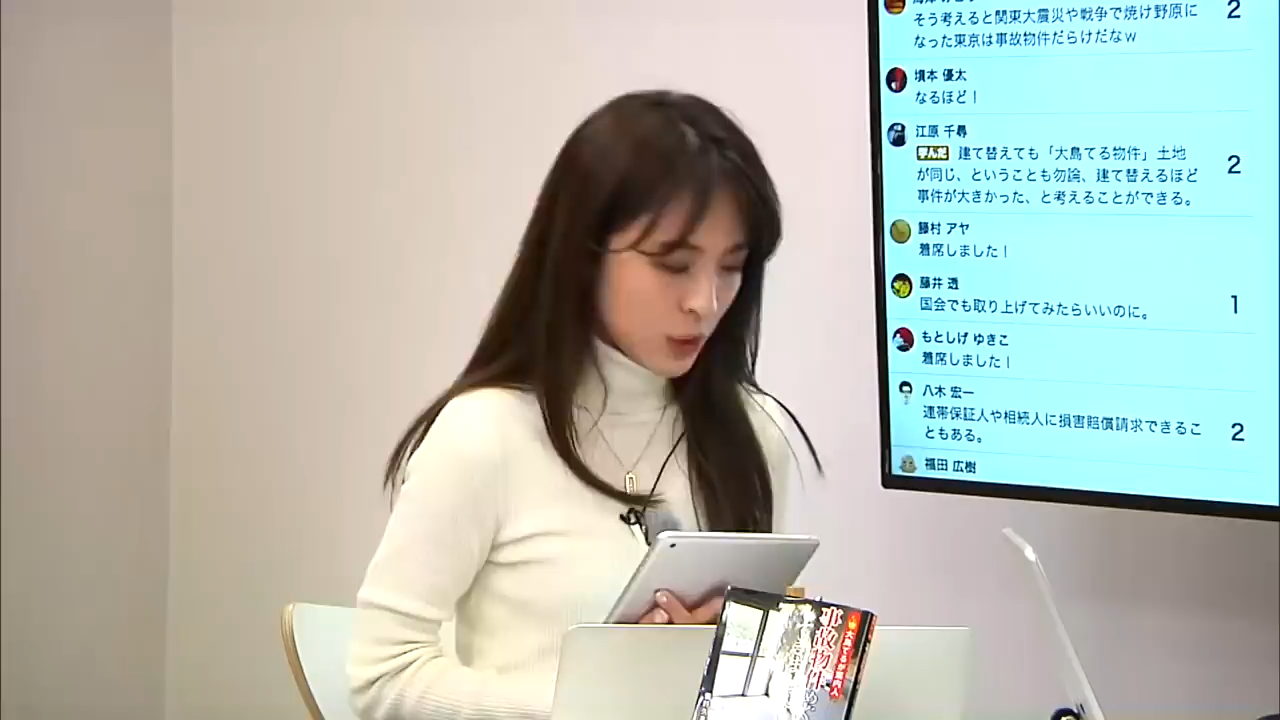 そう考えると関東大震災や戦争で焼け野原に
なった東京は事故物件だらけだなw
2
墳本 優太
なるほど！
江原 千尋
学んだ 建て替えても「大島てる物件」土地
が同じ、ということも勿論、建て替えるほど
事件が大きかった、と考えることができる。
2
藤村 アヤ
着席しました！
藤井 透
国会でも取り上げてみたらいいのに。
1
もとしげ ゆきこ
着席しました！
八木 宏一
連帯保証人や相続人に損害賠償請求できるこ
ともある。
2
福田 広樹
事故物件